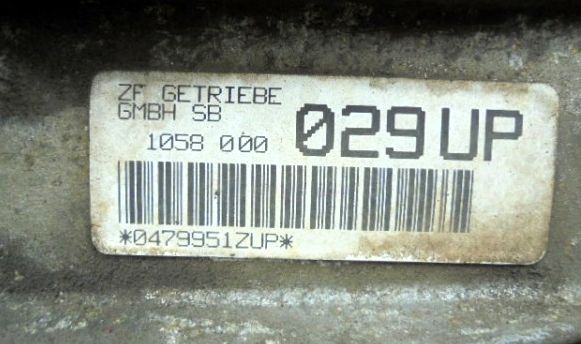 ZF GETRIEBE
GMBH SB
1058 000 029 UP
*0479951ZUP*